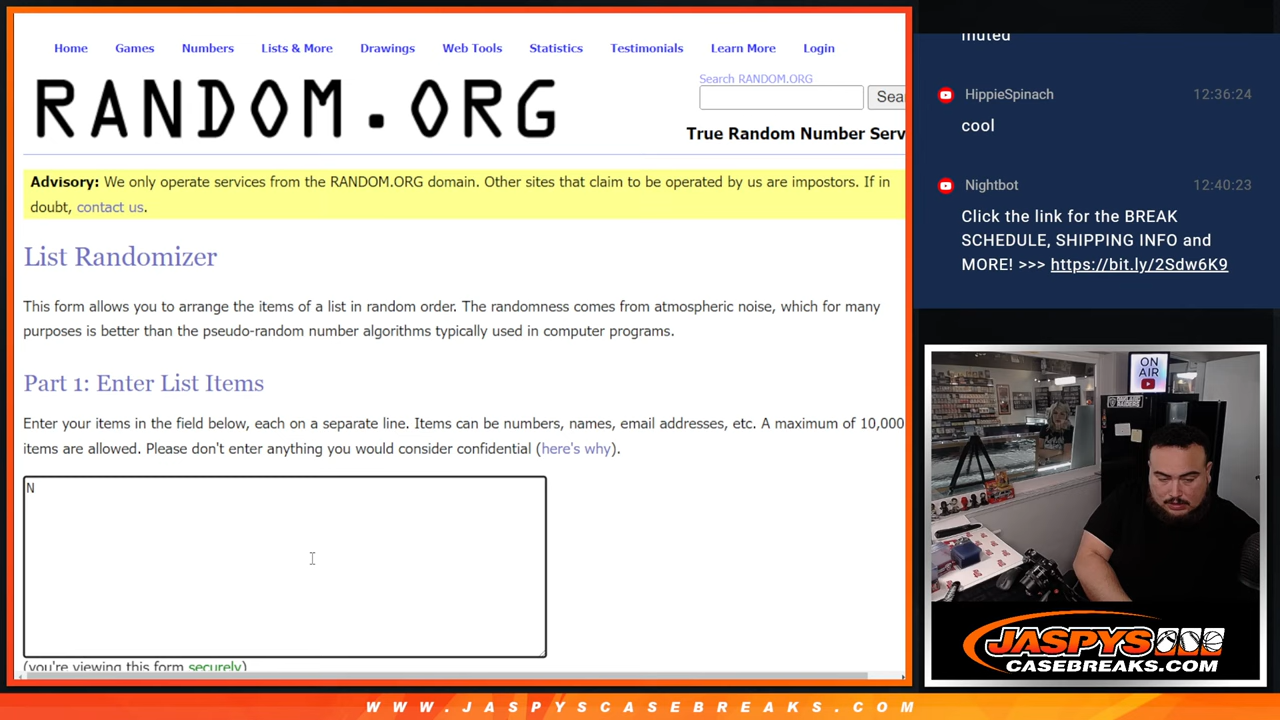 Home Games Numbers Lists & More Drawings Web Tools Statistics Testimonials Learn More Login
RANDOM.ORG
Search RANDOM.ORG
Sea
True Random Number Serv
Advisory: We only operate services from the RANDOM.ORG domain. Other sites that claim to be operated by us are impostors. If in
doubt, contact us.
List Randomizer
This form allows you to arrange the items of a list in random order. The randomness comes from atmospheric noise, which for many
purposes is better than the pseudo-random number algorithms typically used in computer programs.
Part 1: Enter List Items
Enter your items in the field below, each on a separate line. Items can be numbers, names, email addresses, etc. A maximum of 10,000
items are allowed. Please don't enter anything you would consider confidential (here's why).
N
(you're viewing this form securely)
muted
HippieSpinach 12:36:24
cool
Nightbot 12:40:23
Click the link for the BREAK
SCHEDULE, SHIPPING INFO and
MORE! >>> https://bit.ly/2Sdw6K9
ON
AIR
JASPYS
CASEBREAKS.COM
WWW.JASPYSCASEBREAKS.COM